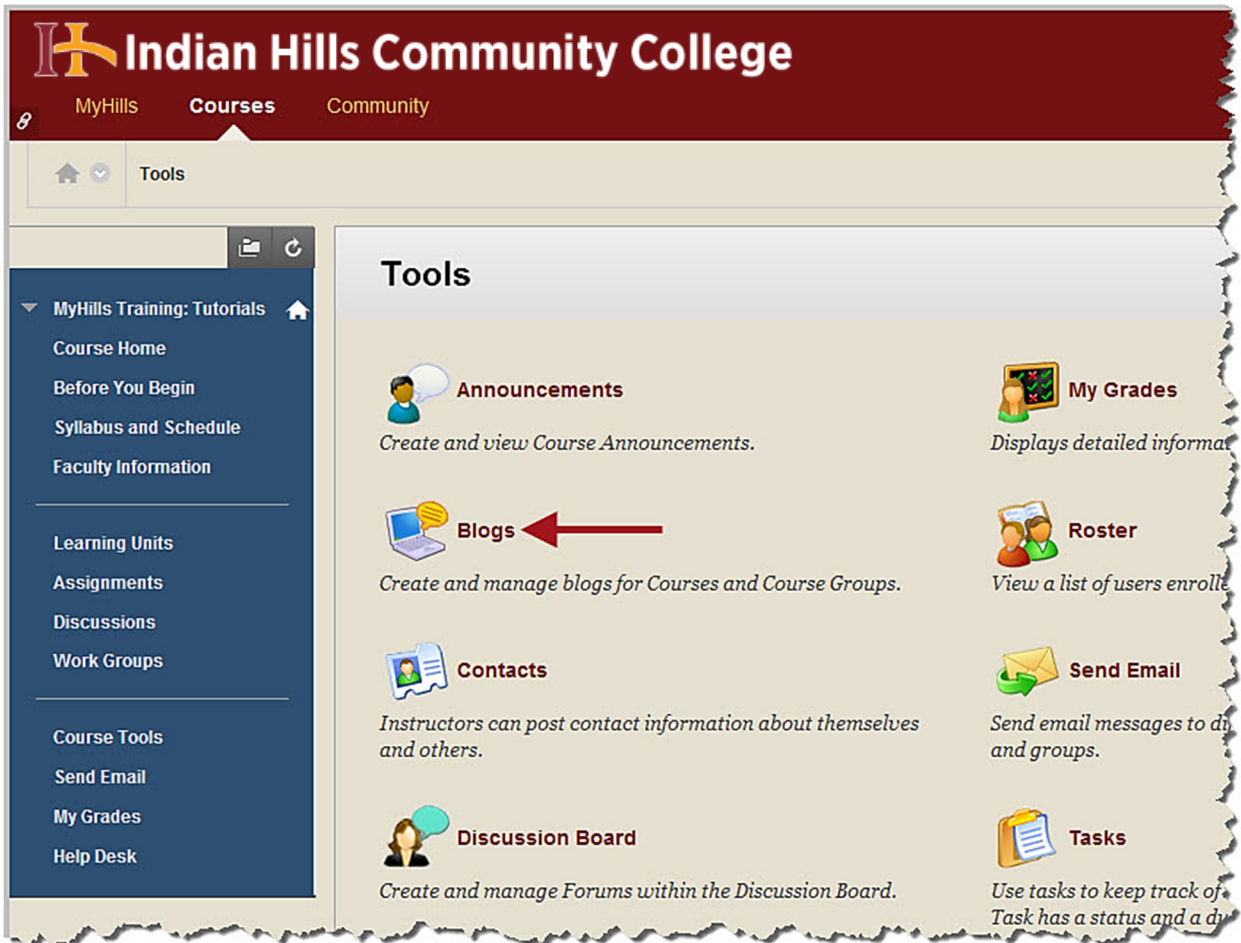 Indian Hills Community College
MyHills Courses Community
Tools
MyHills Training: Tutorials
Course Home
Before You Begin
Syllabus and Schedule
Faculty Information
Learning Units
Assignments
Discussions
Work Groups
Course Tools
Send Email
My Grades
Help Desk
Tools
Announcements
Create and view Course Announcements.
Blogs
Create and manage blogs for Courses and Course Groups.
Contacts
Instructors can post contact information about themselves
and others.
Discussion Board
Create and manage Forums within the Discussion Board.
My Grades
Displays detailed
Roster
View a list of users
Send Email
Send email messages to
and groups.
Tasks
Use tasks to keep track of
Task has a status and a